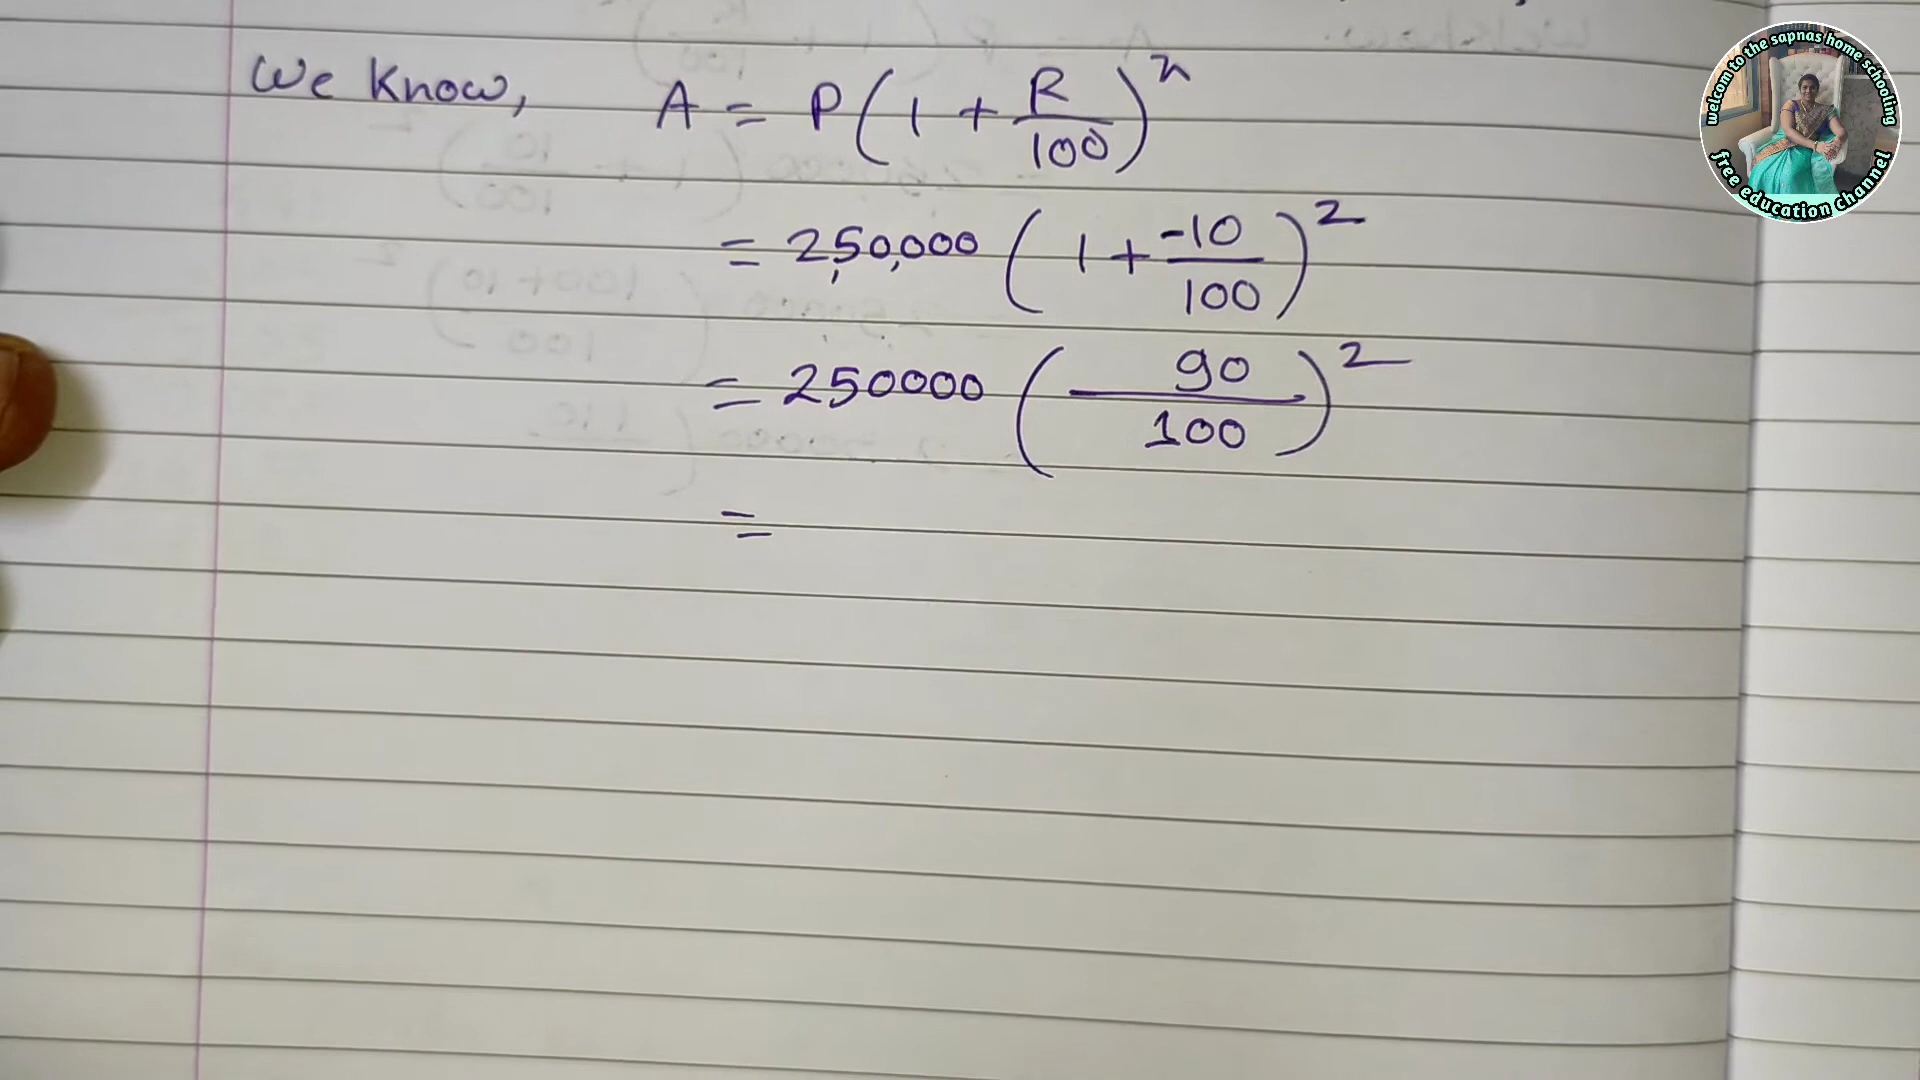 We Know, A = P(1 + R/100)^n
= 2,50,000 (1 + -10/100)^2
= 250000 (90/100)^2
=
welcom to the sapnas home schooling
free education channel